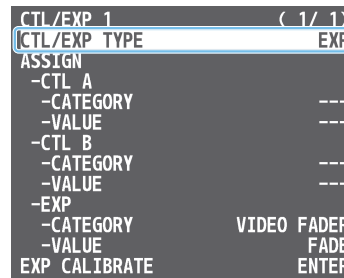 CTL/EXP 1 ( 1/ 1)
CTL/EXP TYPE EXP
ASSIGN
-CTL A
-CATEGORY ---
-VALUE ---
-CTL B
-CATEGORY ---
-VALUE ---
-EXP
-CATEGORY VIDEO FADER
-VALUE FADE
EXP CALIBRATE ENTER